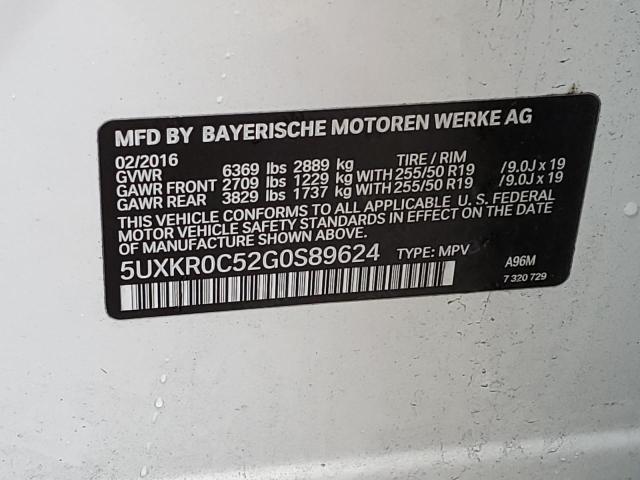 MFD BY BAYERISCHE MOTOREN WERKE AG
02/2016 TIRE / RIM
GVWR 6369 lbs 2889 kg
GAWR FRONT 2709 lbs 1229 kg WITH 255/50 R19 /9.0J x 19
GAWR REAR 3829 lbs 1737 kg WITH 255/50 R19 /9.0J x 19
THIS VEHICLE CONFORMS TO ALL APPLICABLE U. S. FEDERAL
MOTOR VEHICLE SAFETY STANDARDS IN EFFECT ON THE
DATE OF MANUFACTURE SHOWN ABOVE.
5UXKR0C52G0S89624 TYPE: MPV A96M
7 320 729